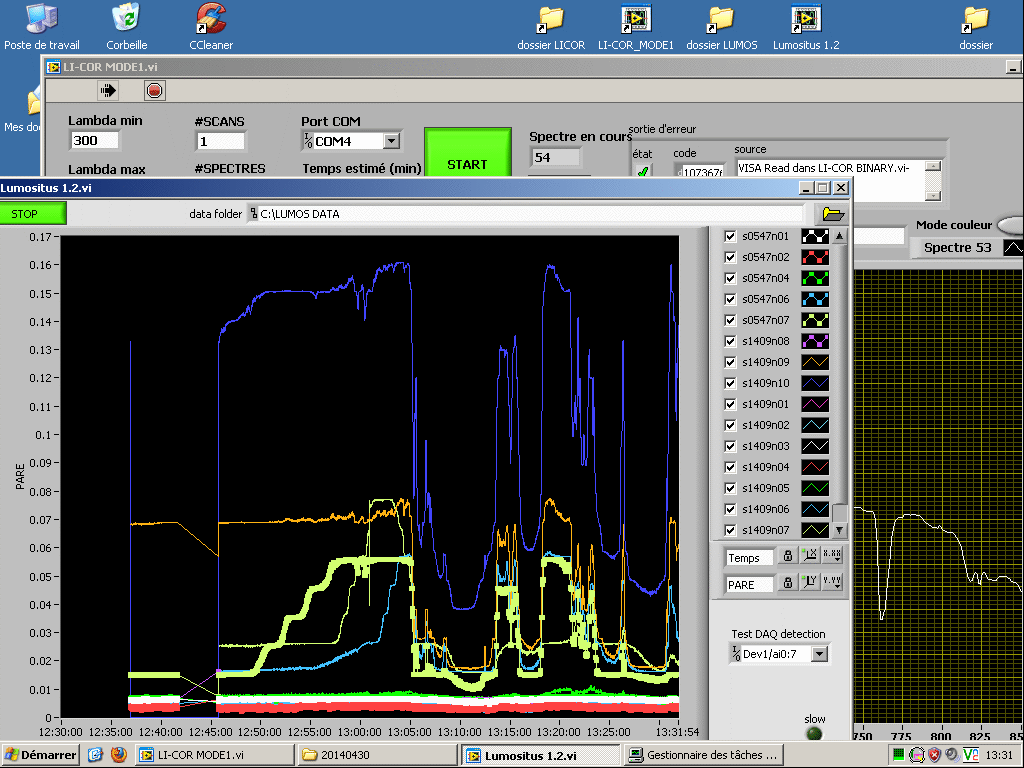 Poste de travail
Corbeille
CCleaner
dossier LICOR
LI-COR_MODE1
dossier LUMOS
Lumositus 1.2
dossier
Mes do
LI-COR MODE1.vi
Lambda min
300
Lambda max
#SCANS
1
#SPECTRES
Port COM
COM4
Temps estimé (min)
START
Spectre en cours
54
sortie d'erreur
état
code
source
VISA Read dans LI-COR BINARY.vi-
Mode couleur
Spectre 53
Lumositus 1.2.vi
STOP
data folder
C:\LUMOS DATA
0.17
0.16
0.15
0.14
0.13
0.12
0.11
0.1
0.09
0.08
0.07
0.06
0.05
0.04
0.03
0.02
0.01
0
PARE
12:30:00
12:35:00
12:40:00
12:45:00
12:50:00
12:55:00
13:00:00
13:05:00
13:10:00
13:15:00
13:20:00
13:25:00
13:31:54
s0547n01
s0547n02
s0547n04
s0547n06
s0547n07
s1409n08
s1409n09
s1409n10
s1409n01
s1409n02
s1409n03
s1409n04
s1409n05
s1409n06
s1409n07
Temps
PARE
Test DAQ detection
Dev1/ai0:7
slow
750
775
800
825
85
Démarrer
LI-COR MODE1.vi
20140430
Lumositus 1.2.vi
Gestionnaire des tâches ...
13:31